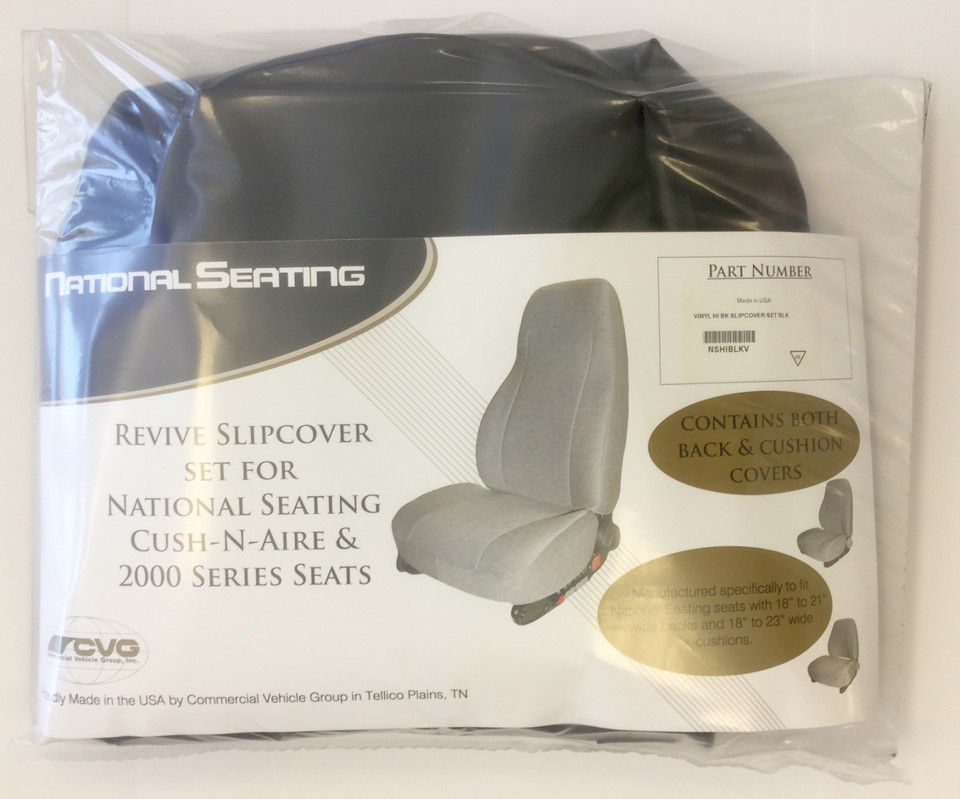 NATIONAL SEATING
PART NUMBER
Made in USA
VINYL HI BK SLIPCOVER SET BLK
NSHIBLKV
REVIVE SLIPCOVER
SET FOR
NATIONAL SEATING
CUSH-N-AIRE &
2000 SERIES SEATS
CONTAINS BOTH
BACK & CUSHION
COVERS
Manufactured specifically to fit
National Seating seats with 18" to 21"
wide backs and 18" to 23" wide
cushions.
CVG
Vehicle Group, Inc.
Made in the USA by Commercial Vehicle Group in Tellico Plains, TN